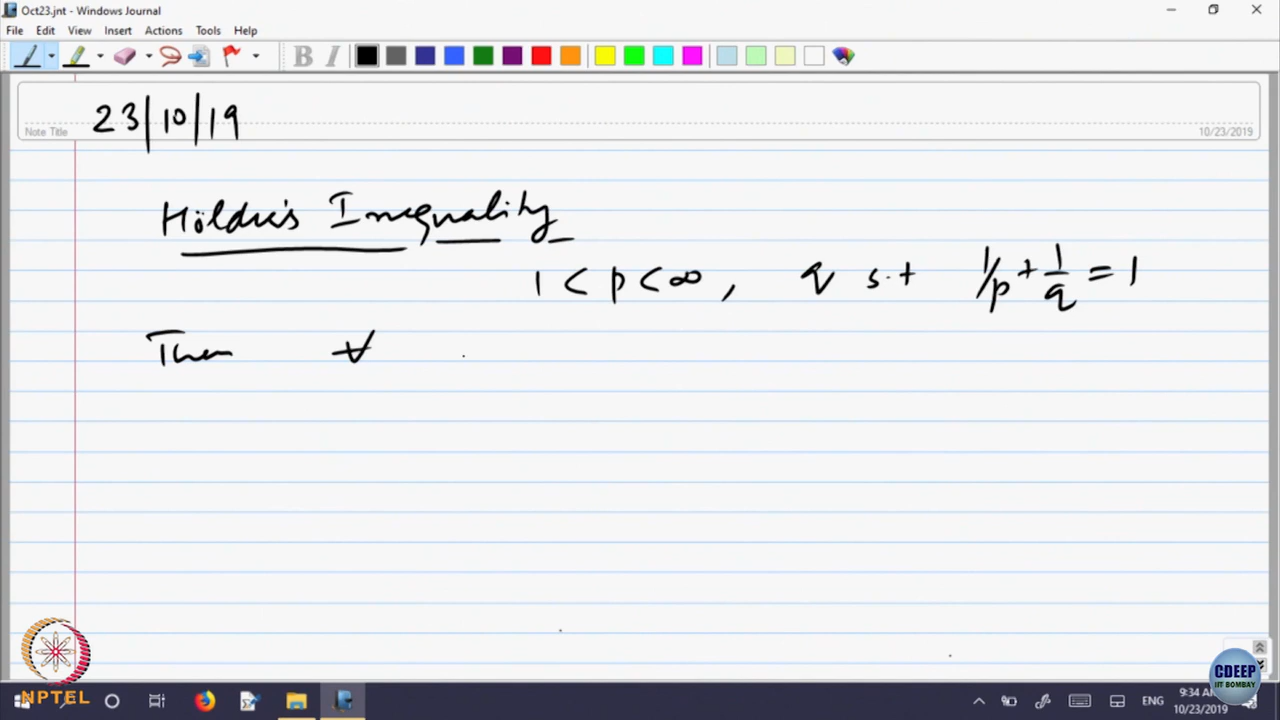 Oct23.jnt - Windows Journal
File Edit View Insert Actions Tools Help
B I
23|10|19
Note Title
10/23/2019
Hölder's Inequality
1 < p < ∞, q s.t 1/p + 1/q = 1
Then ∀
NPTEL
CDEEP
IIT BOMBAY
ENG
9:34 AM
10/23/2019